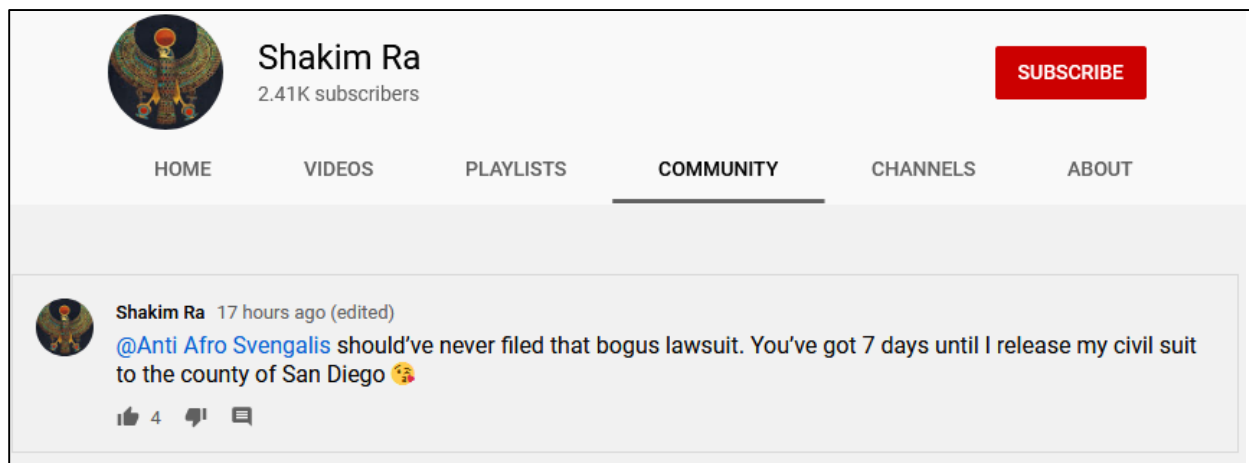 Shakim Ra
2.41K subscribers
SUBSCRIBE
HOME VIDEOS PLAYLISTS COMMUNITY CHANNELS ABOUT
Shakim Ra 17 hours ago (edited)
@Anti Afro Svengalis should've never filed that bogus lawsuit. You've got 7 days until I release my civil suit
to the county of San Diego 😘
4